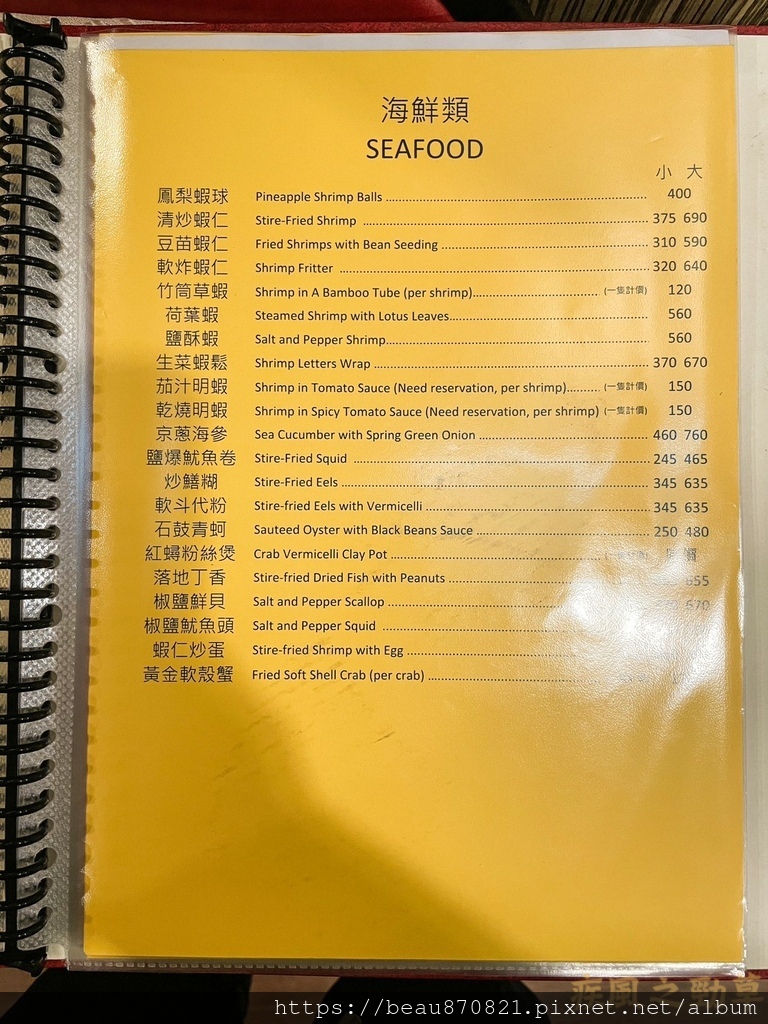 海鮮類
SEAFOOD
小 大
鳳梨蝦球 Pineapple Shrimp Balls 400
清炒蝦仁 Stire-Fried Shrimp 375 690
豆苗蝦仁 Fried Shrimps with Bean Seeding 310 590
軟炸蝦仁 Shrimp Fritter 320 640
竹筒草蝦 Shrimp in A Bamboo Tube (per shrimp) (一隻計價) 120
荷葉蝦 Steamed Shrimp with Lotus Leaves 560
鹽酥蝦 Salt and Pepper Shrimp 560
生菜蝦鬆 Shrimp Letters Wrap 370 670
茄汁明蝦 Shrimp in Tomato Sauce (Need reservation, per shrimp) (一隻計價) 150
乾燒明蝦 Shrimp in Spicy Tomato Sauce (Need reservation, per shrimp) (一隻計價) 150
京蔥海參 Sea Cucumber with Spring Green Onion 460 760
鹽爆魷魚卷 Stire-Fried Squid 245 465
炒鱔糊 Stire-Fried Eels 345 635
軟斗代粉 Stire-fried Eels with Vermicelli 345 635
石鼓青蚵 Sauteed Oyster with Black Beans Sauce 250 480
紅蟳粉絲煲 Crab Vermicelli Clay Pot
落地丁香 Stire-fried Dried Fish with Peanuts 655
椒鹽鮮貝 Salt and Pepper Scallop 670
椒鹽魷魚頭 Salt and Pepper Squid
蝦仁炒蛋 Stire-fried Shrimp with Egg
黃金軟殼蟹 Fried Soft Shell Crab (per crab)
疾風之勁草
https://beau870821.pixnet.net/album